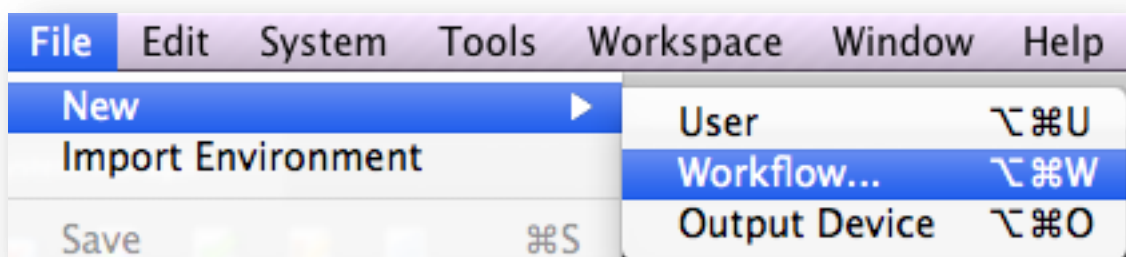 File Edit System Tools Workspace Window Help
New ▶
Import Environment
Save ⌘S
User ⌥⌘U
Workflow... ⌥⌘W
Output Device ⌥⌘O